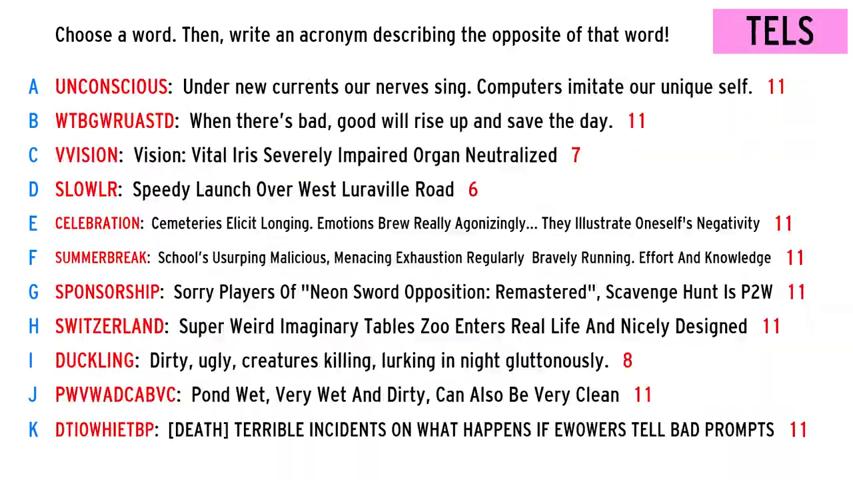 Choose a word. Then, write an acronym describing the opposite of that word!
TELS
A UNCONSCIOUS: Under new currents our nerves sing. Computers imitate our unique self. 11
B WTBGWRUASTD: When there's bad, good will rise up and save the day. 11
C VVISION: Vision: Vital Iris Severely Impaired Organ Neutralized 7
D SLOWLR: Speedy Launch Over West Luraville Road 6
E CELEBRATION: Cemeteries Elicit Longing. Emotions Brew Really Agonizingly... They Illustrate Oneself's Negativity 11
F SUMMERBREAK: School's Usurping Malicious, Menacing Exhaustion Regularly Bravely Running. Effort And Knowledge 11
G SPONSORSHIP: Sorry Players Of "Neon Sword Opposition: Remastered", Scavenge Hunt Is P2W 11
H SWITZERLAND: Super Weird Imaginary Tables Zoo Enters Real Life And Nicely Designed 11
I DUCKLING: Dirty, ugly, creatures killing, lurking in night gluttonously. 8
J PWVWADCABVC: Pond Wet, Very Wet And Dirty, Can Also Be Very Clean 11
K DTIOWHIETBP: [DEATH] TERRIBLE INCIDENTS ON WHAT HAPPENS IF EWOWERS TELL BAD PROMPTS 11